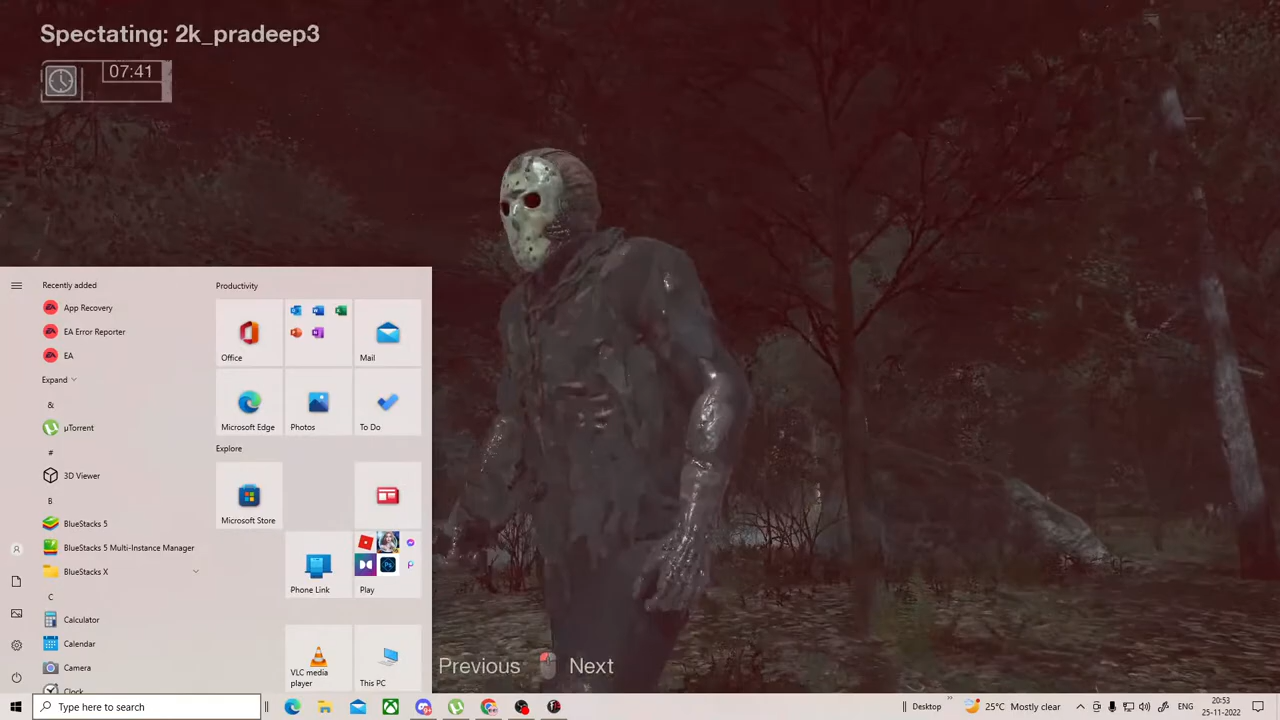 Spectating: 2k_pradeep3
07:41
Recently added
App Recovery
EA Error Reporter
EA
Expand
&
µTorrent
#
3D Viewer
B
BlueStacks 5
BlueStacks 5 Multi-Instance Manager
BlueStacks X
C
Calculator
Calendar
Camera
Clock
Productivity
Office
Mail
Microsoft Edge
Photos
To Do
Explore
Microsoft Store
Phone Link
Play
VLC media
player
This PC
Previous
Next
Type here to search
Desktop
25°C Mostly clear
ENG
20:53
25-11-2022